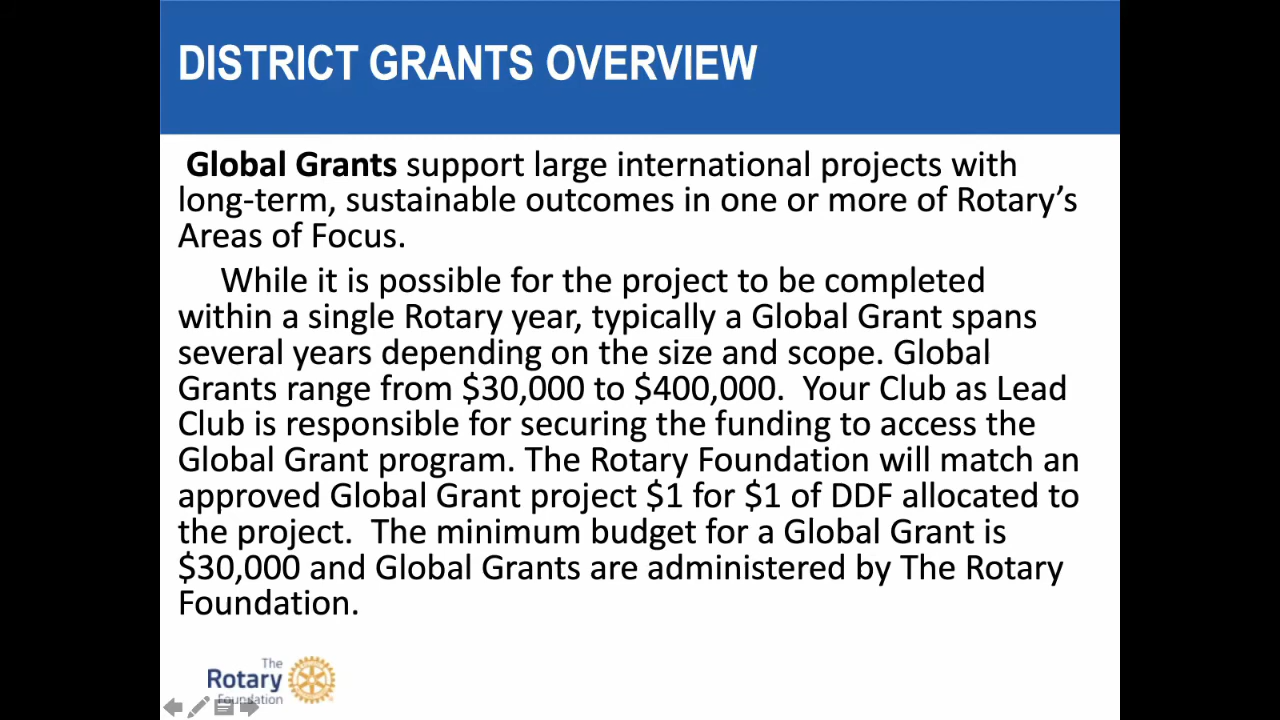 DISTRICT GRANTS OVERVIEW
Global Grants support large international projects with
long-term, sustainable outcomes in one or more of Rotary’s
Areas of Focus.
While it is possible for the project to be completed
within a single Rotary year, typically a Global Grant spans
several years depending on the size and scope. Global
Grants range from $30,000 to $400,000.  Your Club as Lead
Club is responsible for securing the funding to access the
Global Grant program. The Rotary Foundation will match an
approved Global Grant project $1 for $1 of DDF allocated to
the project.  The minimum budget for a Global Grant is
$30,000 and Global Grants are administered by The Rotary
Foundation.
The
Rotary
Foundation